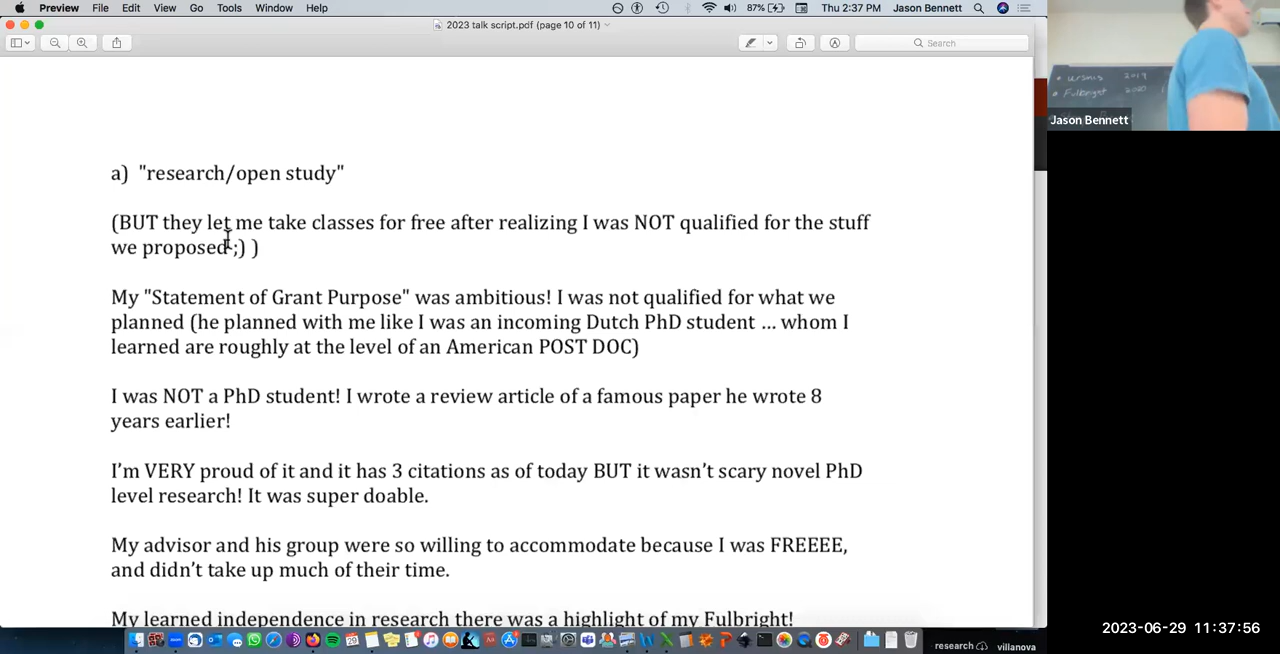 Preview File Edit View Go Tools Window Help 87% Thu 2:37 PM Jason Bennett
2023 talk script.pdf (page 10 of 11)
Search
a) "research/open study"
(BUT they let me take classes for free after realizing I was NOT qualified for the stuff
we proposed ;) )
My "Statement of Grant Purpose" was ambitious! I was not qualified for what we
planned (he planned with me like I was an incoming Dutch PhD student ... whom I
learned are roughly at the level of an American POST DOC)
I was NOT a PhD student! I wrote a review article of a famous paper he wrote 8
years earlier!
I'm VERY proud of it and it has 3 citations as of today BUT it wasn't scary novel PhD
level research! It was super doable.
My advisor and his group were so willing to accommodate because I was FREEEE,
and didn't take up much of their time.
My learned independence in research there was a highlight of my Fulbright!
Fulbright
Jason Bennett
research villanova
2023-06-29 11:37:56